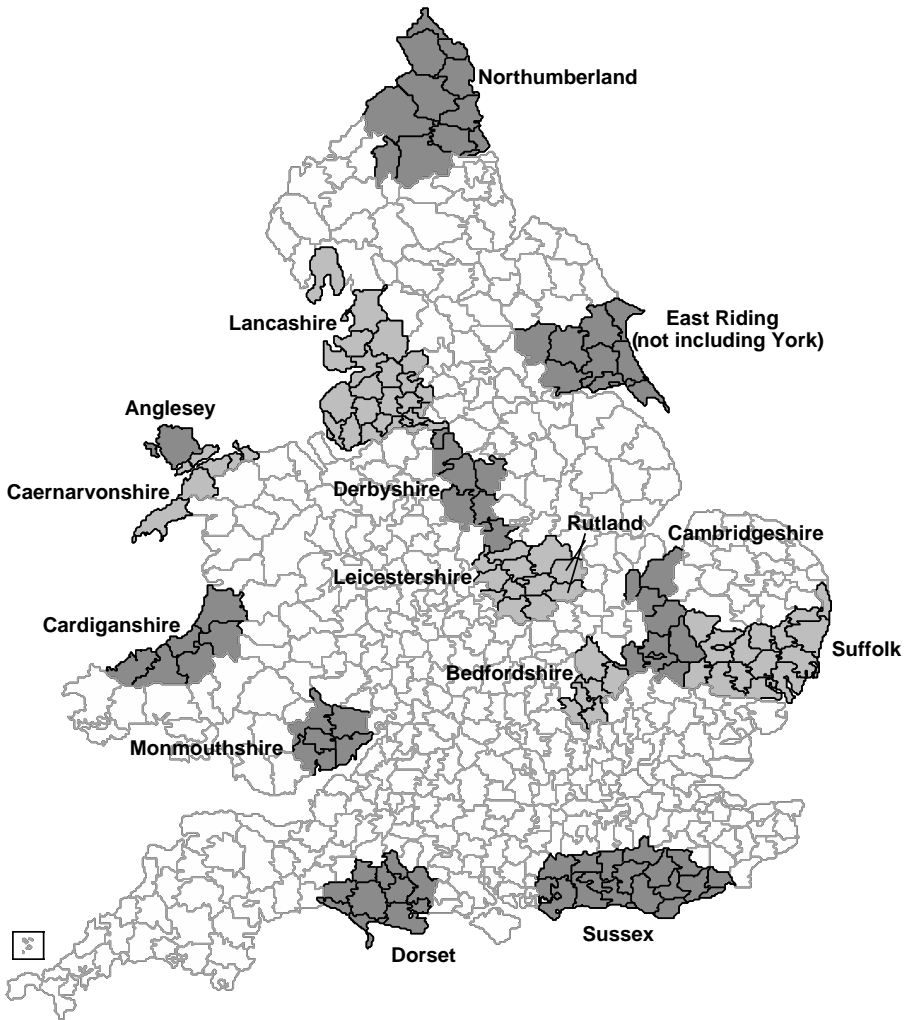 Northumberland
East Riding
(not including York)
Lancashire
Anglesey
Caernarvonshire
Derbyshire
Rutland
Cambridgeshire
Leicestershire
Cardiganshire
Suffolk
Bedfordshire
Monmouthshire
Sussex
Dorset